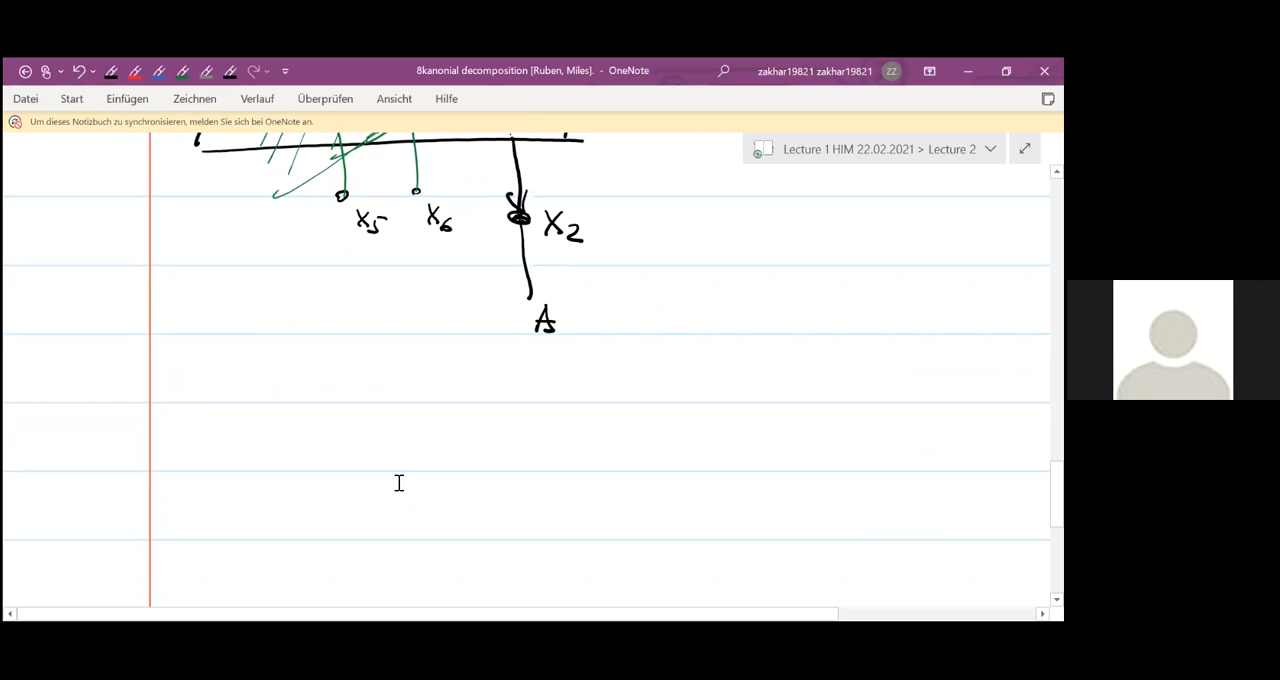 8kanonial decomposition [Ruben, Miles]. - OneNote
zakhar19821 zakhar19821 ZZ
Datei Start Einfügen Zeichnen Verlauf Überprüfen Ansicht Hilfe
Um dieses Notizbuch zu synchronisieren, melden Sie sich bei OneNote an.
Lecture 1 HIM 22.02.2021 > Lecture 2
x5 x6 x2
A